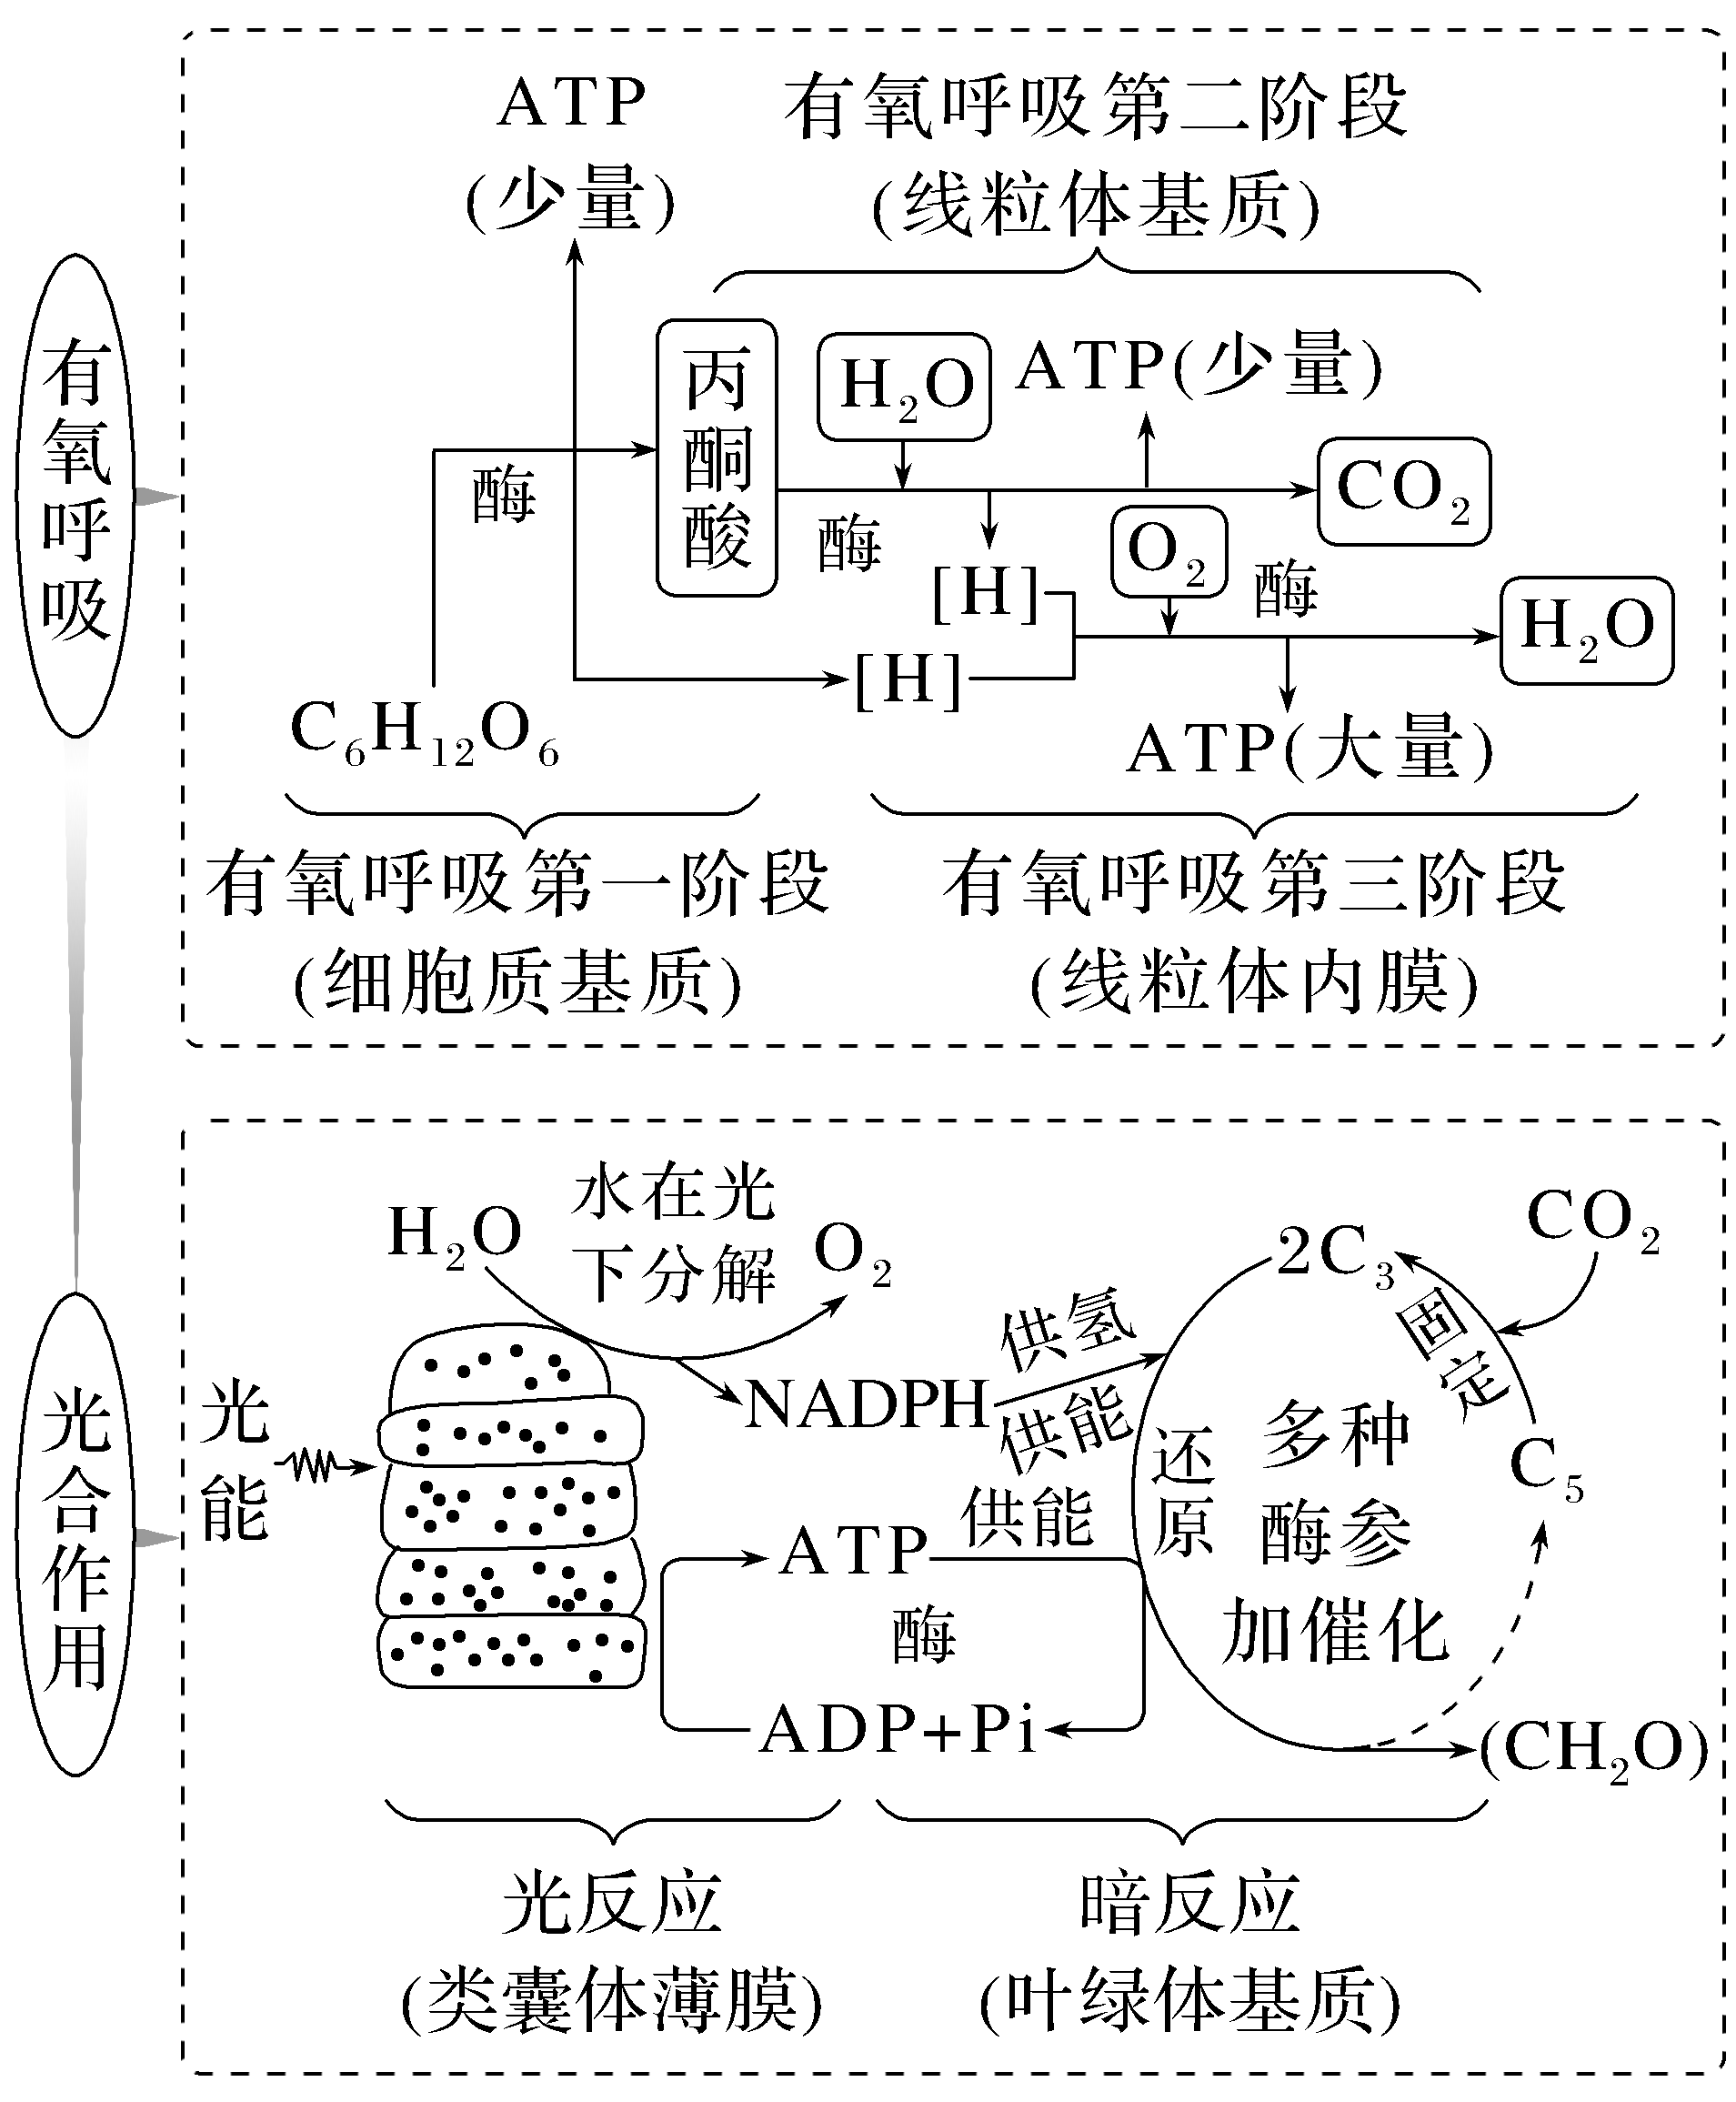 有氧呼吸
ATP
(少量)
有氧呼吸第二阶段
(线粒体基质)
丙酮酸
H₂O
ATP(少量)
酶
酶
CO₂
O₂
酶
[H]
H₂O
[H]
C₆H₁₂O₆
ATP(大量)
有氧呼吸第一阶段
(细胞质基质)
有氧呼吸第三阶段
(线粒体内膜)
光合作用
光能
H₂O
水在光
下分解
O₂
2C₃
CO₂
固定
供氢
NADPH
供能
还原
多种
酶参
加催化
C₅
供能
ATP
酶
ADP+Pi
(CH₂O)
光反应
(类囊体薄膜)
暗反应
(叶绿体基质)